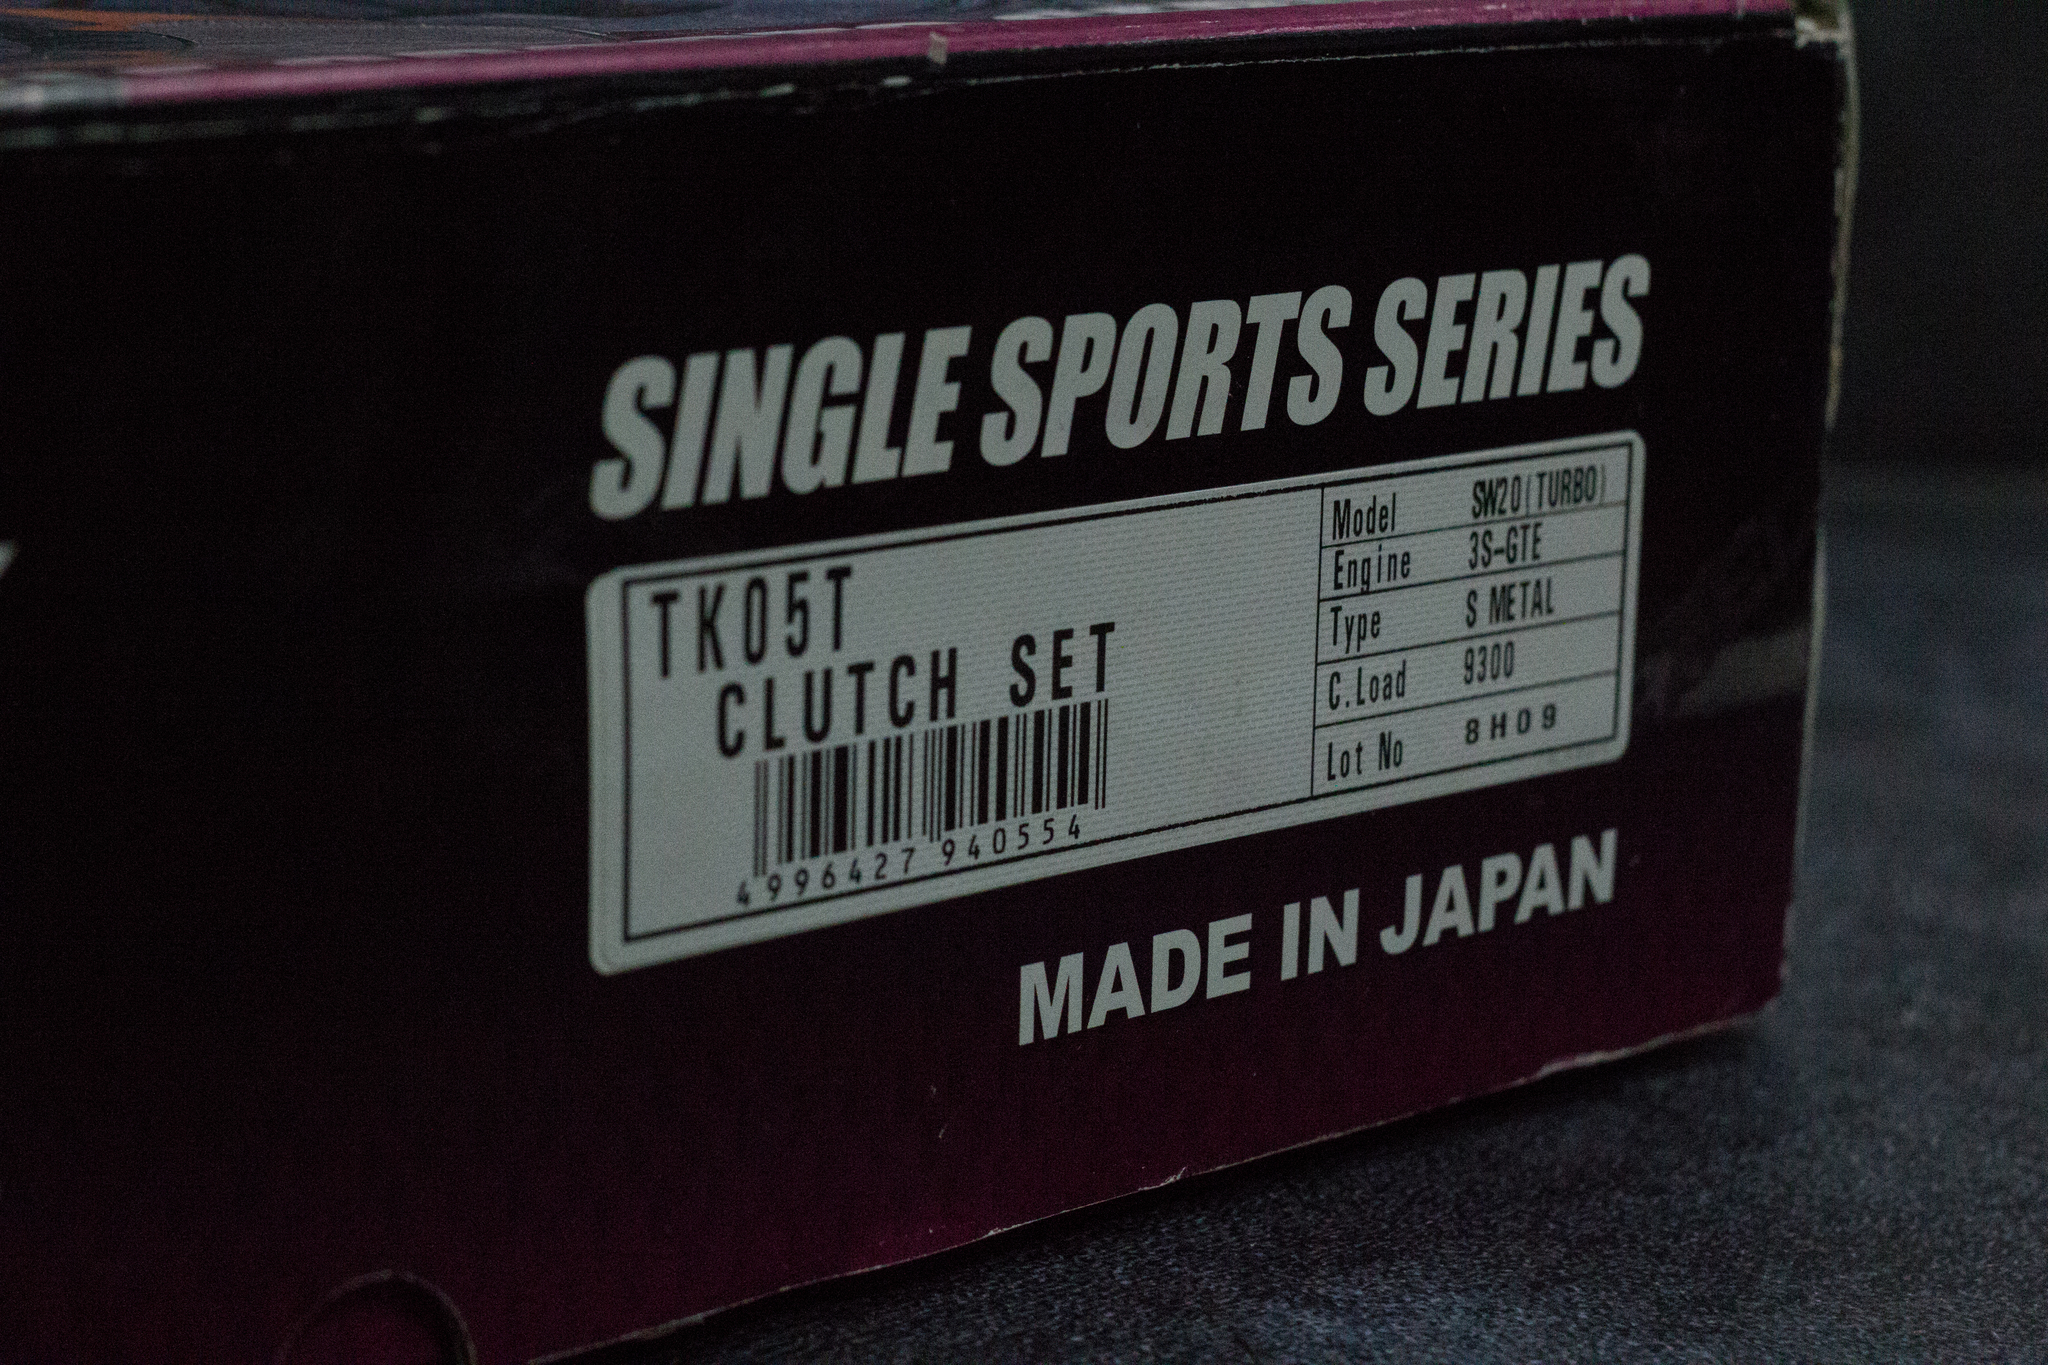 SINGLE SPORTS SERIES
TK05T
CLUTCH SET
4996427 940554
Model SW20(TURBO)
Engine 3S-GTE
Type S METAL
C.Load 9300
Lot No 8H09
MADE IN JAPAN